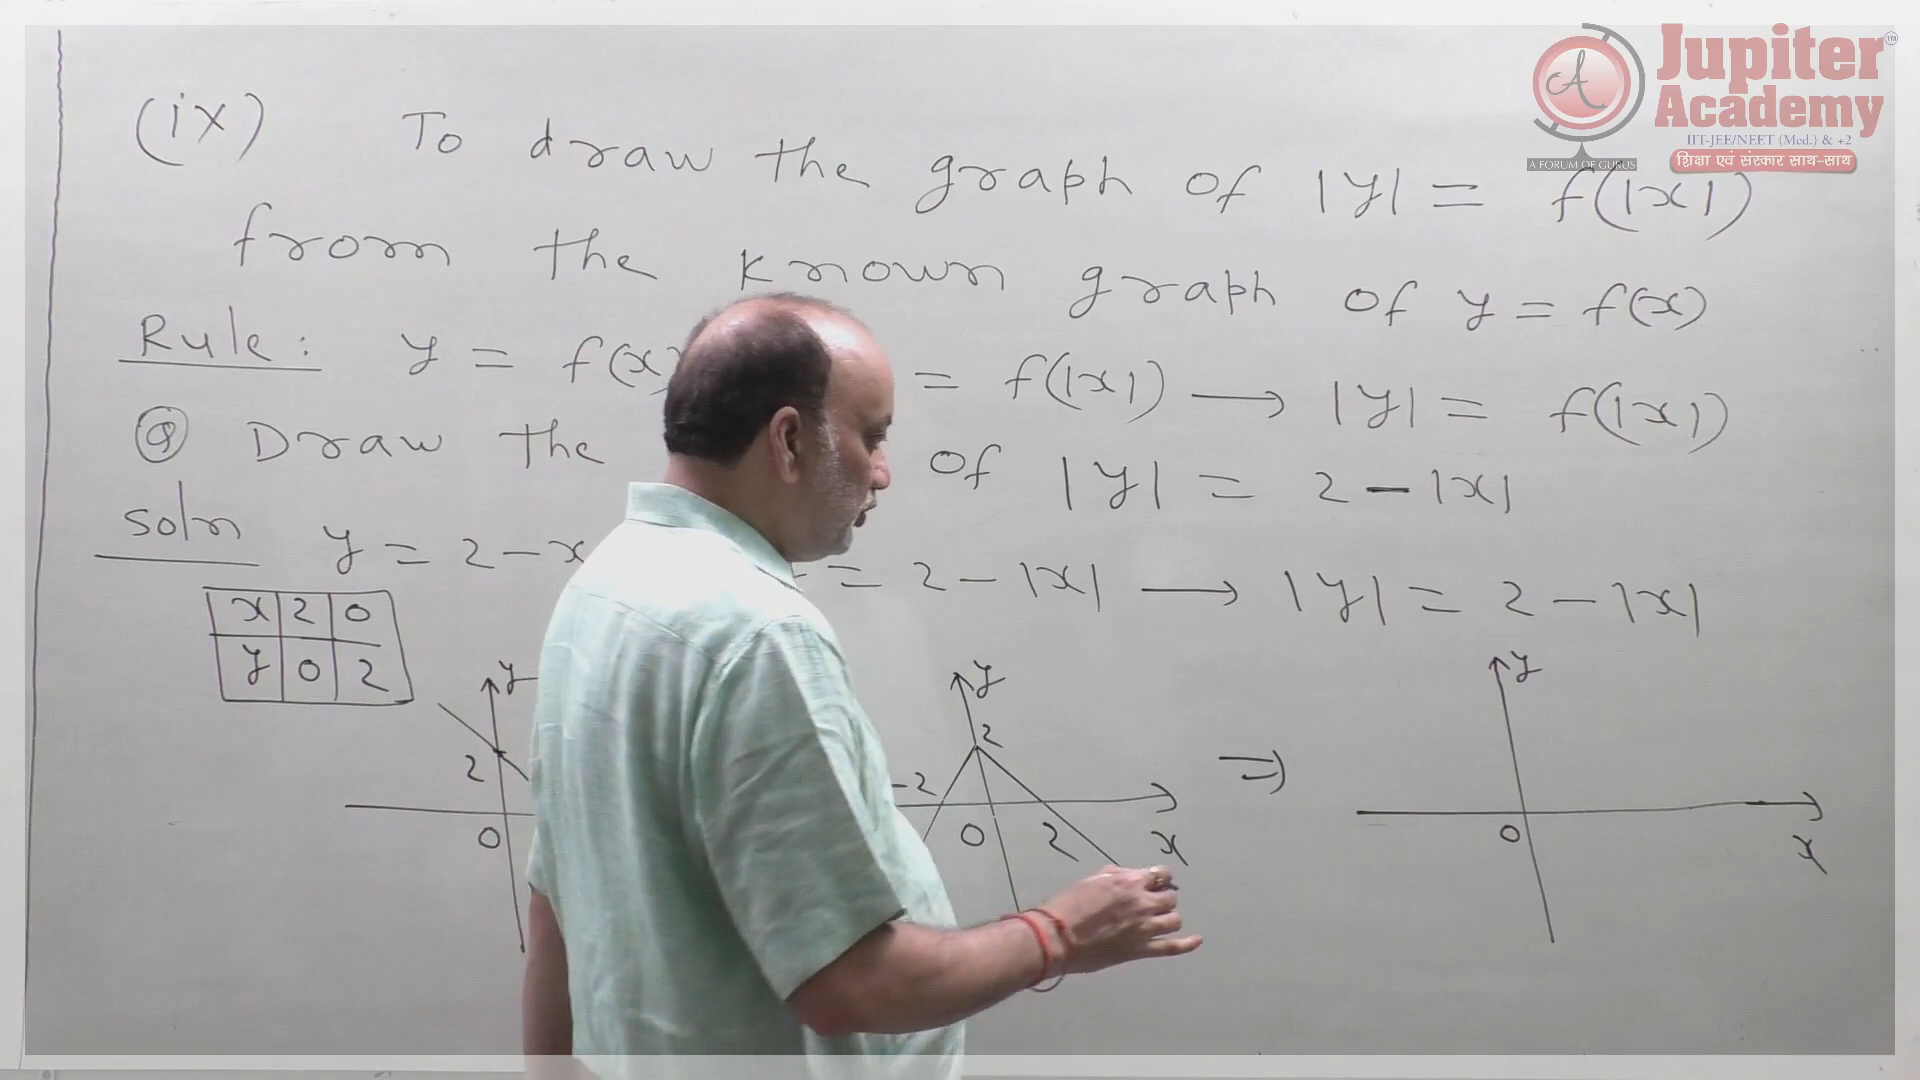 Jupiter
Academy
TM
IIT-JEE/NEET (Med.) & +2
A FORUM OF GURUS
शिक्षा एवं संस्कार साथ-साथ
(ix) To draw the graph of |y| = f(|x|)
from the known graph of y = f(x)
Rule: y = f(x) = f(|x|) → |y| = f(|x|)
Q Draw the of |y| = 2 - |x|
soln y = 2 - x = 2 - |x| → |y| = 2 - |x|
x 2 0
y 0 2
y
2
0
y
2
-2
0 2 x
⇒
y
0 x